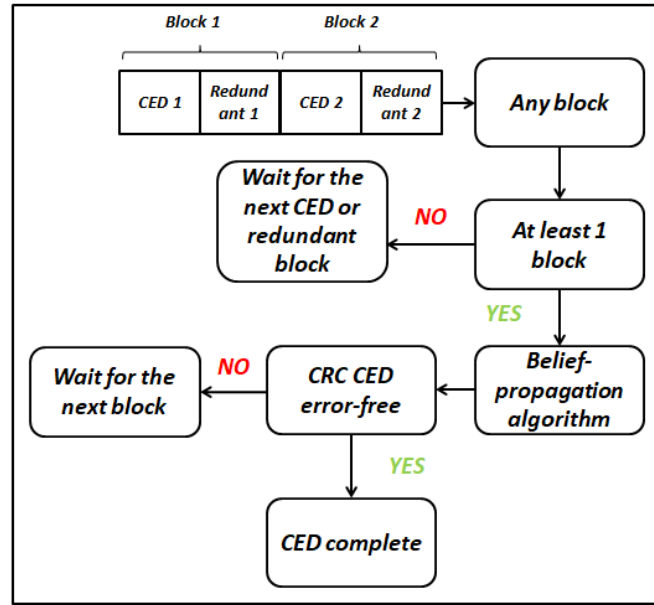 Block 1
Block 2
CED 1
Redund
ant 1
CED 2
Redund
ant 2
Any block
Wait for the
next CED or
redundant
block
NO
At least 1
block
YES
Wait for the
next block
NO
CRC CED
error-free
Belief-
propagation
algorithm
YES
CED complete